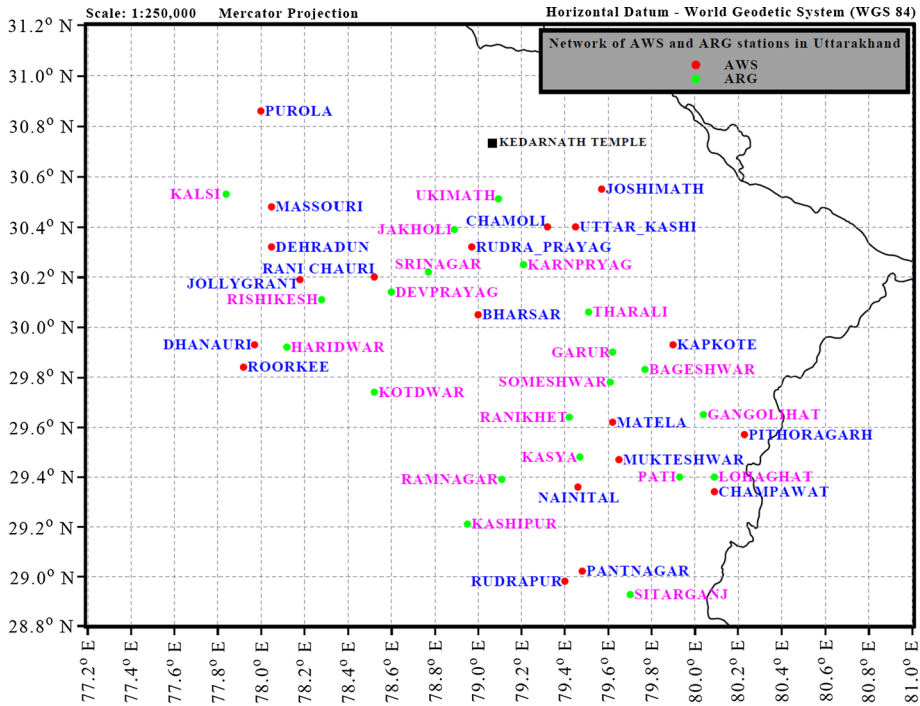 Scale: 1:250,000 Mercator Projection Horizontal Datum - World Geodetic System (WGS 84)
31.2° N
Network of AWS and ARG stations in Uttarakhand
AWS
ARG
31.0° N
PUROLA
30.8° N
KEDARNATH TEMPLE
30.6° N
JOSHIMATH
KALSI
UKIMATH
MASSOURI
CHAMOLI
UTTAR_KASHI
30.4° N
JAKHOLI
DEHRADUN
RUDRA_PRAYAG
RANI CHAURI
SRINAGAR
KARNPRYAG
30.2° N
JOLLYGRANT
RISHIKESH
DEVPRAYAG
BHARSAR
THARALI
30.0° N
DHANAURI
HARIDWAR
KAPKOTE
GARUR
ROORKEE
BAGESHWAR
29.8° N
SOMESHWAR
KOTDWAR
RANIKHET
GANGOLIHAT
MATELA
29.6° N
PITHORAGARH
KASYA
MUKTESHWAR
29.4° N
RAMNAGAR
PATI
LOHAGHAT
NAINITAL
CHAMPAWAT
KASHIPUR
29.2° N
PANTNAGAR
29.0° N
RUDRAPUR
SITARGANJ
28.8° N
77.2° E
77.4° E
77.6° E
77.8° E
78.0° E
78.2° E
78.4° E
78.6° E
78.8° E
79.0° E
79.2° E
79.4° E
79.6° E
79.8° E
80.0° E
80.2° E
80.4° E
80.6° E
80.8° E
81.0° E